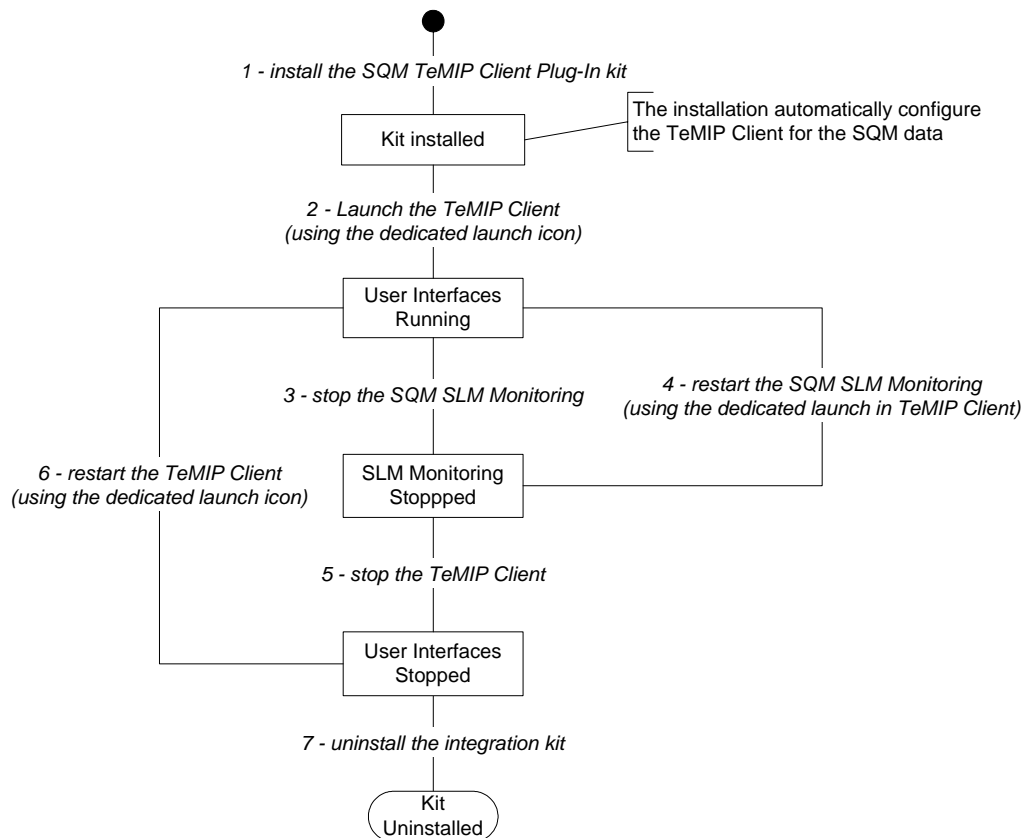 1 - install the SQM TeMIP Client Plug-In kit
The installation automatically configure
the TeMIP Client for the SQM data
Kit installed
2 - Launch the TeMIP Client
(using the dedicated launch icon)
User Interfaces
Running
3 - stop the SQM SLM Monitoring
4 - restart the SQM SLM Monitoring
(using the dedicated launch in TeMIP Client)
6 - restart the TeMIP Client
(using the dedicated launch icon)
SLM Monitoring
Stoppped
5 - stop the TeMIP Client
User Interfaces
Stopped
7 - uninstall the integration kit
Kit
Uninstalled